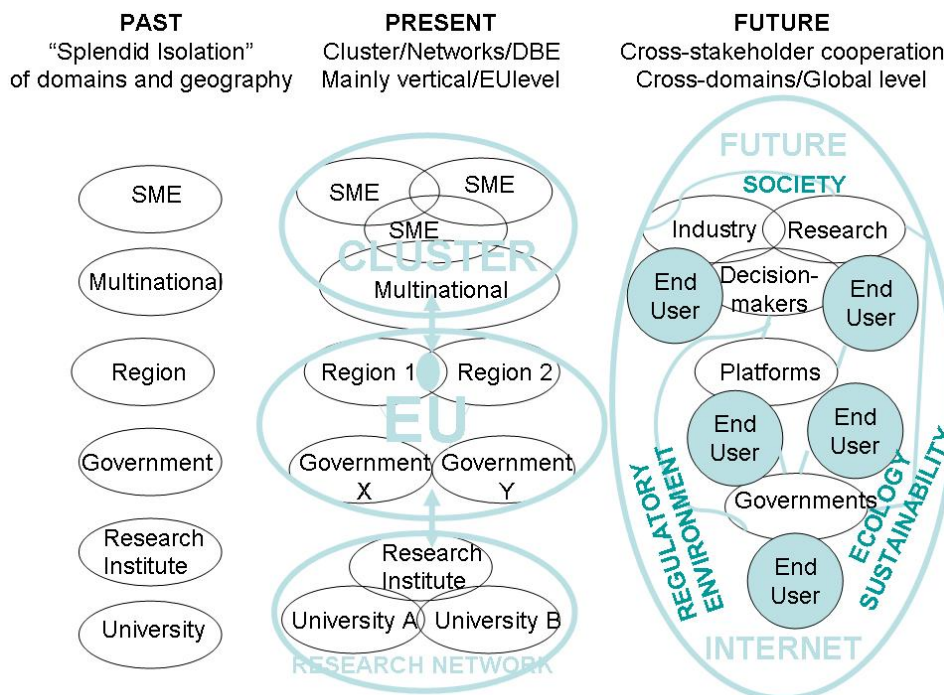 PAST
"Splendid Isolation"
of domains and geography
SME
Multinational
Region
Government
Research
Institute
University
PRESENT
Cluster/Networks/DBE
Mainly vertical/EUlevel
SME
SME
SME
CLUSTER
Multinational
Region 1
Region 2
EU
Government
X
Government
Y
Research
Institute
University A
University B
RESEARCH NETWORK
FUTURE
Cross-stakeholder cooperation
Cross-domains/Global level
FUTURE
SOCIETY
Industry
Research
Decision-
makers
End
User
End
User
Platforms
End
User
End
User
REGULATORY
ENVIRONMENT
ECOLOGY
SUSTAINABILITY
Governments
End
User
INTERNET